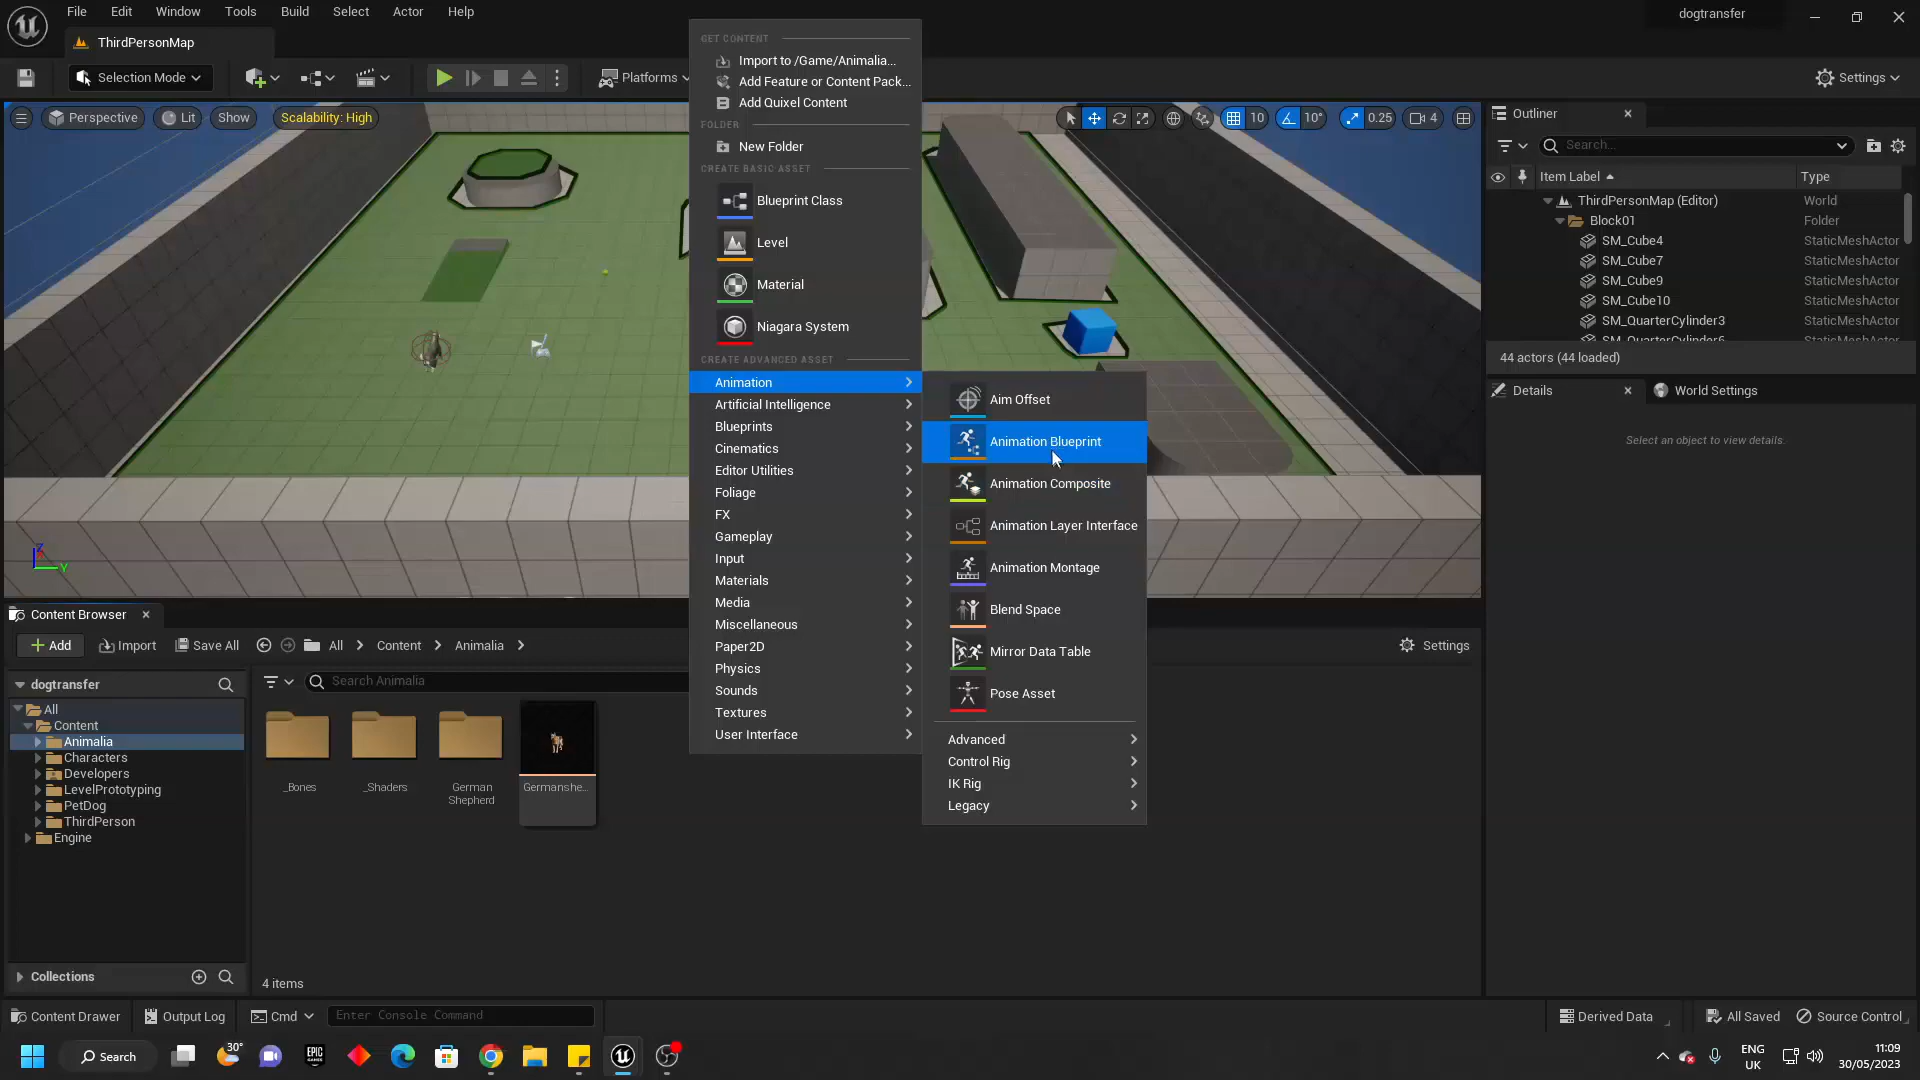 File Edit Window Tools Build Select Actor Help
dogtransfer
ThirdPersonMap
Selection Mode
Platforms
Settings
Perspective Lit Show Scalability: High
10 10° 0.25 4
GET CONTENT
Import to /Game/Animalia...
Add Feature or Content Pack...
Add Quixel Content
FOLDER
New Folder
CREATE BASIC ASSET
Blueprint Class
Level
Material
Niagara System
CREATE ADVANCED ASSET
Animation
Artificial Intelligence
Blueprints
Cinematics
Editor Utilities
Foliage
FX
Gameplay
Input
Materials
Media
Miscellaneous
Paper2D
Physics
Sounds
Textures
User Interface
Aim Offset
Animation Blueprint
Animation Composite
Animation Layer Interface
Animation Montage
Blend Space
Mirror Data Table
Pose Asset
Advanced
Control Rig
IK Rig
Legacy
Outliner
Search...
Item Label Type
ThirdPersonMap (Editor) World
Block01 Folder
SM_Cube4 StaticMeshActor
SM_Cube7 StaticMeshActor
SM_Cube9 StaticMeshActor
SM_Cube10 StaticMeshActor
SM_QuarterCylinder3 StaticMeshActor
SM_QuarterCylinder6 StaticMeshActor
44 actors (44 loaded)
Details World Settings
Select an object to view details.
Z
Y
Content Browser
Add Import Save All All Content Animalia
Settings
dogtransfer
Search Animalia
All
Content
Animalia
Characters
Developers
LevelPrototyping
PetDog
ThirdPerson
Engine
_Bones
_Shaders
German
Shepherd
Germanshe...
Collections
4 items
Content Drawer Output Log Cmd Enter Console Command
Derived Data All Saved Source Control
Search
30°
EPIC
GAMES
ENG
UK
11:09
30/05/2023